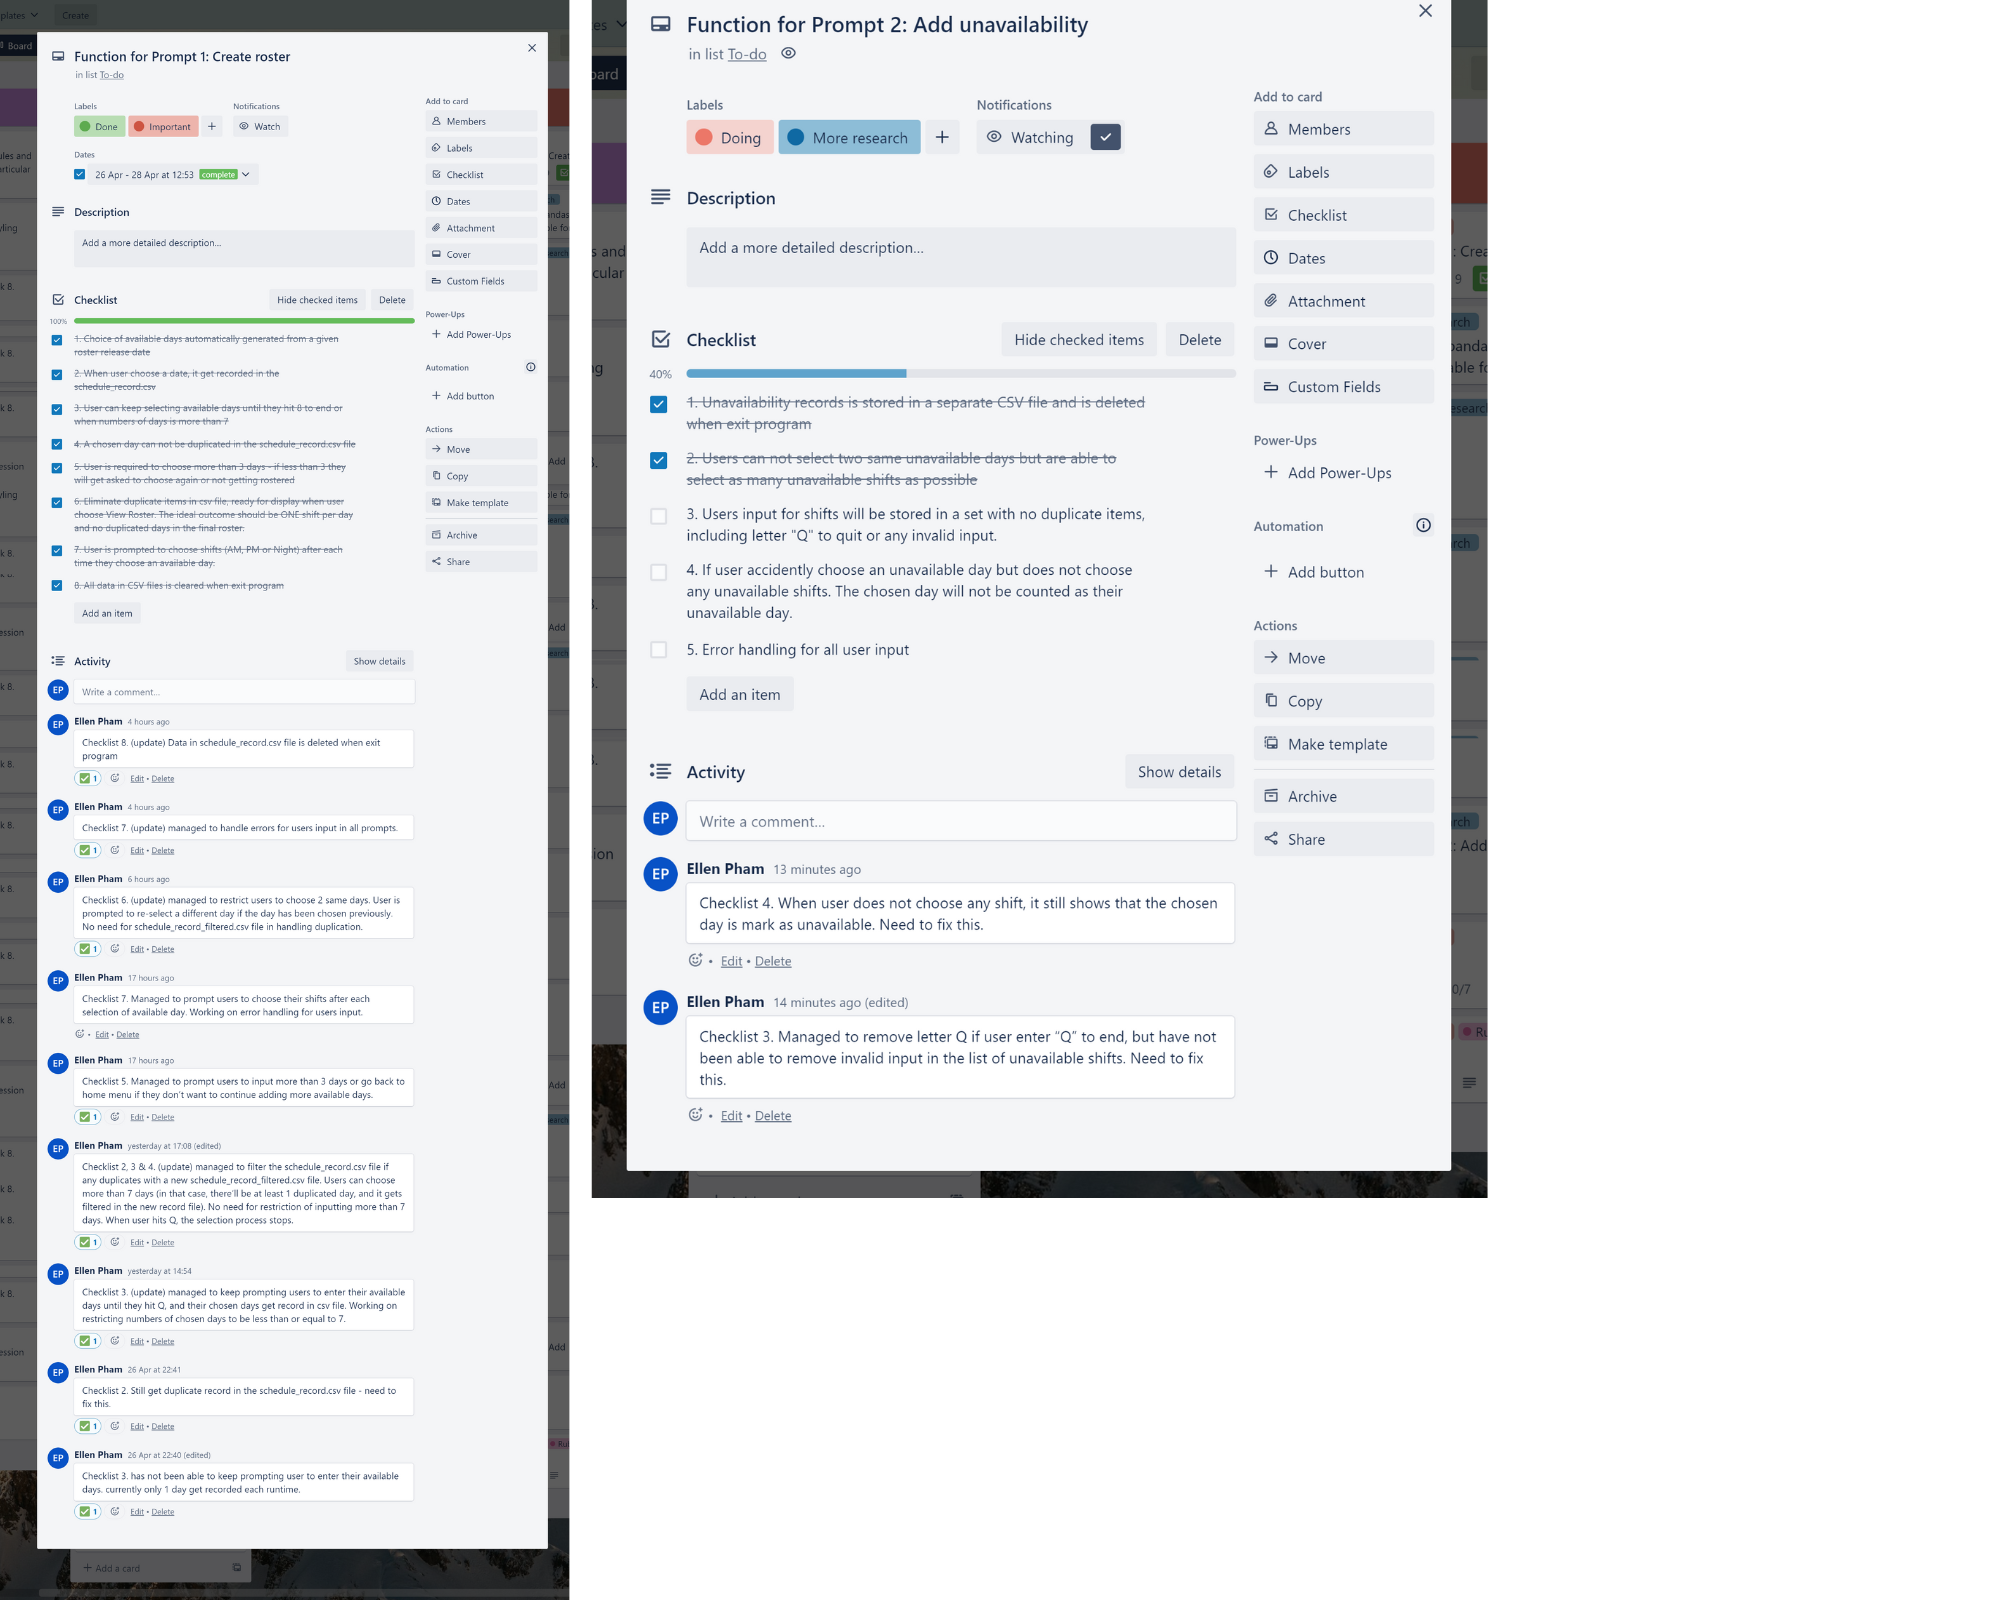 plates
Create
Board
Function for Prompt 1: Create roster
in list To-do
Labels
Notifications
Done
Important
Watch
Dates
26 Apr - 28 Apr at 12:53 complete
Description
Add a more detailed description...
Checklist
Hide checked items
Delete
100%
1. Choice of available days automatically generated from a given
roster release date
2. When user choose a date, it get recorded in the
schedule_record.csv
3. User can keep selecting available days until they hit 8 to end or
when numbers of days is more than 7
4. A chosen day can not be duplicated in the schedule_record.csv file
5. User is required to choose more than 3 days - if less than 3 they
will get asked to choose again or not getting rostered
6. Eliminate duplicate items in csv file, ready for display when user
choose View Roster. The ideal outcome should be ONE shift per day
and no duplicated days in the final roster.
7. User is prompted to choose shifts (AM, PM or Night) after each
time they choose an available day.
8. All data in CSV files is cleared when exit program
Add an item
Activity
Show details
EP
Write a comment...
EP
Ellen Pham 4 hours ago
Checklist 8. (update) Data in schedule_record.csv file is deleted when exit
program
1
Edit • Delete
EP
Ellen Pham 4 hours ago
Checklist 7. (update) managed to handle errors for users input in all prompts.
1
Edit • Delete
EP
Ellen Pham 6 hours ago
Checklist 6. (update) managed to restrict users to choose 2 same days. User is
prompted to re-select a different day if the day has been chosen previously.
No need for schedule_record_filtered.csv file in handling duplication.
1
Edit • Delete
EP
Ellen Pham 17 hours ago
Checklist 7. Managed to prompt users to choose their shifts after each
selection of available day. Working on error handling for users input.
• Edit • Delete
EP
Ellen Pham 17 hours ago
Checklist 5. Managed to prompt users to input more than 3 days or go back to
home menu if they don't want to continue adding more available days.
1
Edit • Delete
EP
Ellen Pham yesterday at 17:08 (edited)
Checklist 2, 3 & 4. (update) managed to filter the schedule_record.csv file if
any duplicates with a new schedule_record_filtered.csv file. Users can choose
more than 7 days (in that case, there'll be at least 1 duplicated day, and it gets
filtered in the new record file). No need for restriction of inputting more than 7
days. When user hits Q, the selection process stops.
1
Edit • Delete
EP
Ellen Pham yesterday at 14:54
Checklist 3. (update) managed to keep prompting users to enter their available
days until they hit Q, and their chosen days get record in csv file. Working on
restricting numbers of chosen days to be less than or equal to 7.
1
Edit • Delete
EP
Ellen Pham 26 Apr at 22:41
Checklist 2. Still get duplicate record in the schedule_record.csv file - need to
fix this.
1
Edit • Delete
EP
Ellen Pham 26 Apr at 22:40 (edited)
Checklist 3. has not been able to keep prompting user to enter their available
days. currently only 1 day get recorded each runtime.
1
Edit • Delete
+ Add a card
Add to card
Members
Labels
Checklist
Dates
Attachment
Cover
Custom Fields
Power-Ups
+ Add Power-Ups
Automation
+ Add button
Actions
Move
Copy
Make template
Archive
Share
Function for Prompt 2: Add unavailability
in list To-do
Labels
Notifications
Doing
More research
Watching
Description
Add a more detailed description...
Checklist
Hide checked items
Delete
40%
1. Unavailability records is stored in a separate CSV file and is deleted
when exit program
2. Users can not select two same unavailable days but are able to
select as many unavailable shifts as possible
3. Users input for shifts will be stored in a set with no duplicate items,
including letter "Q" to quit or any invalid input.
4. If user accidently choose an unavailable day but does not choose
any unavailable shifts. The chosen day will not be counted as their
unavailable day.
5. Error handling for all user input
Add an item
Activity
Show details
EP
Write a comment...
EP
Ellen Pham 13 minutes ago
Checklist 4. When user does not choose any shift, it still shows that the chosen
day is mark as unavailable. Need to fix this.
• Edit • Delete
EP
Ellen Pham 14 minutes ago (edited)
Checklist 3. Managed to remove letter Q if user enter “Q” to end, but have not
been able to remove invalid input in the list of unavailable shifts. Need to fix
this.
• Edit • Delete
Add to card
Members
Labels
Checklist
Dates
Attachment
Cover
Custom Fields
Power-Ups
+ Add Power-Ups
Automation
+ Add button
Actions
Move
Copy
Make template
Archive
Share